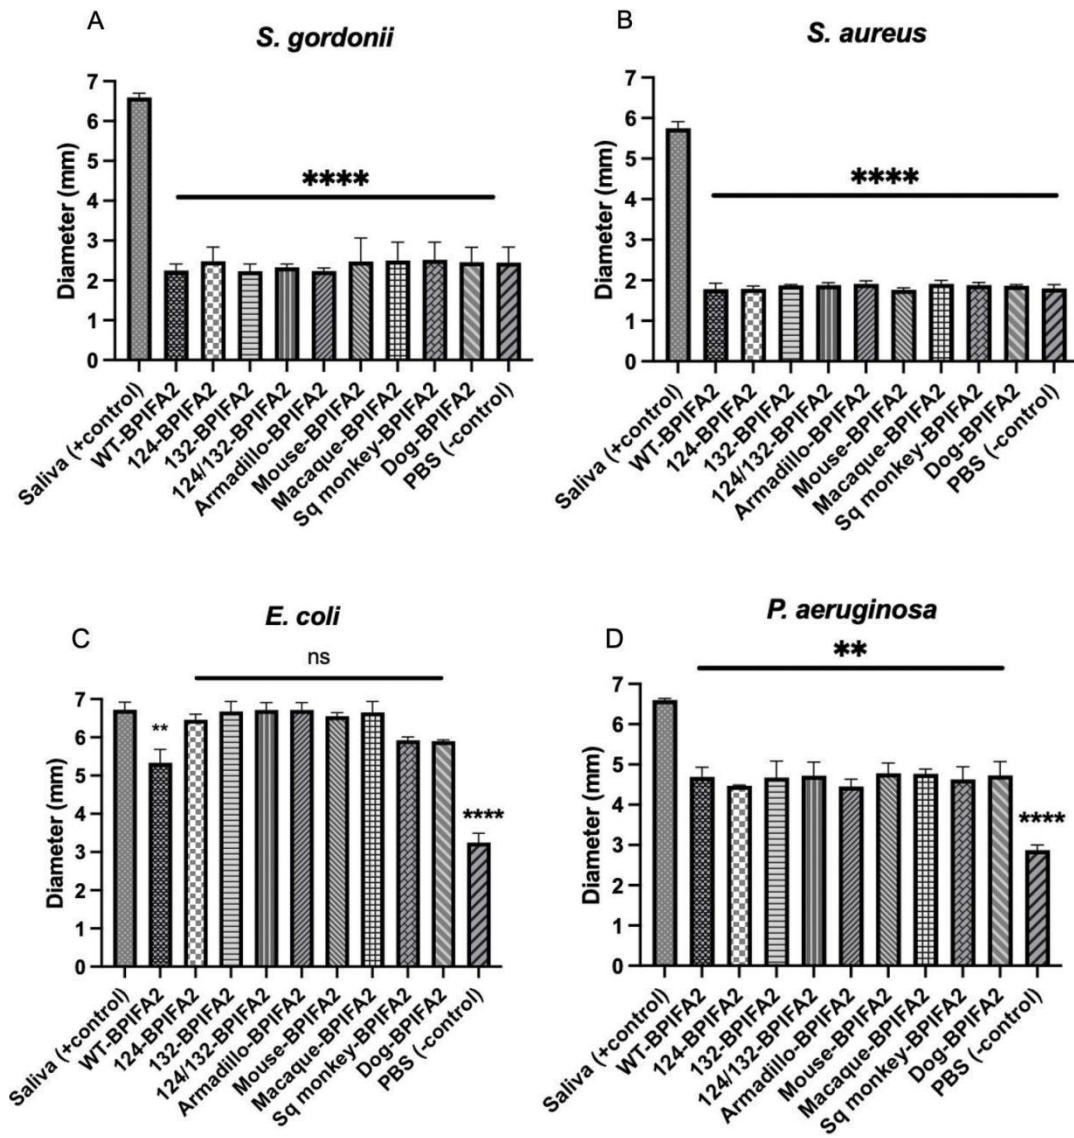 A
S. gordonii
Diameter (mm)
7
6
5
4
3
2
1
0
****
Saliva (+control)
WT-BPIFA2
124-BPIFA2
132-BPIFA2
124/132-BPIFA2
Armadillo-BPIFA2
Mouse-BPIFA2
Macaque-BPIFA2
Sq monkey-BPIFA2
Dog-BPIFA2
PBS (-control)
B
S. aureus
Diameter (mm)
7
6
5
4
3
2
1
0
****
Saliva (+control)
WT-BPIFA2
124-BPIFA2
132-BPIFA2
124/132-BPIFA2
Armadillo-BPIFA2
Mouse-BPIFA2
Macaque-BPIFA2
Sq monkey-BPIFA2
Dog-BPIFA2
PBS (-control)
C
E. coli
ns
Diameter (mm)
7
6
5
4
3
2
1
0
**
****
Saliva (+control)
WT-BPIFA2
124-BPIFA2
132-BPIFA2
124/132-BPIFA2
Armadillo-BPIFA2
Mouse-BPIFA2
Macaque-BPIFA2
Sq monkey-BPIFA2
Dog-BPIFA2
PBS (-control)
D
P. aeruginosa
**
Diameter (mm)
7
6
5
4
3
2
1
0
****
Saliva (+control)
WT-BPIFA2
124-BPIFA2
132-BPIFA2
124/132-BPIFA2
Armadillo-BPIFA2
Mouse-BPIFA2
Macaque-BPIFA2
Sq monkey-BPIFA2
Dog-BPIFA2
PBS (-control)